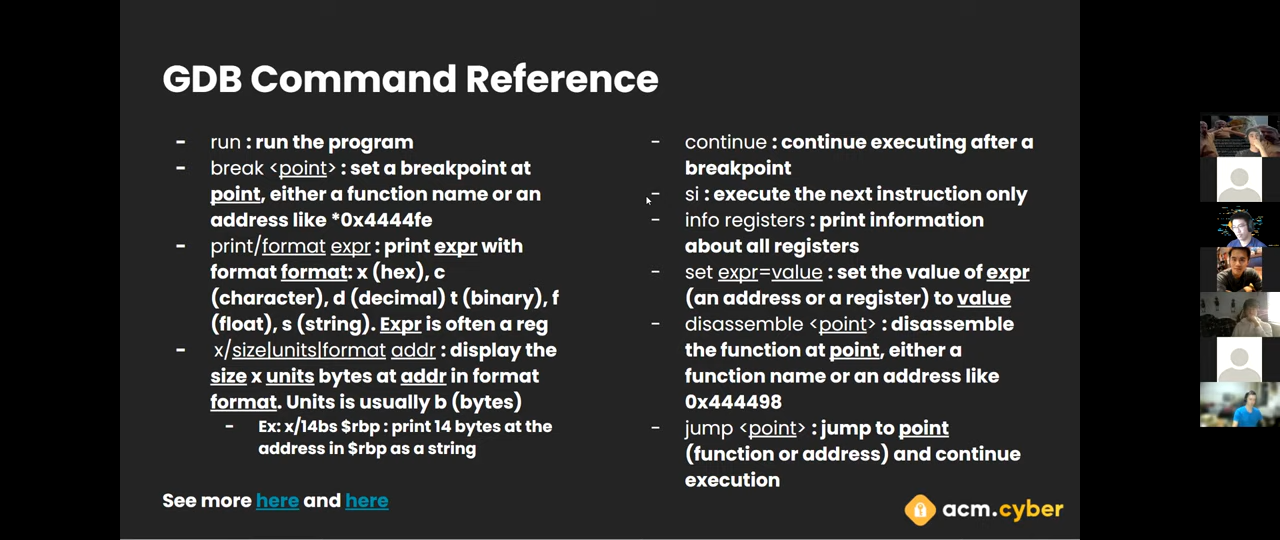 GDB Command Reference
- run : run the program
- break <point> : set a breakpoint at
point, either a function name or an
address like *0x4444fe
- print/format expr : print expr with
format format: x (hex), c
(character), d (decimal) t (binary), f
(float), s (string). Expr is often a reg
- x/size|units|format addr : display the
size x units bytes at addr in format
format. Units is usually b (bytes)
- Ex: x/14bs $rbp : print 14 bytes at the
address in $rbp as a string
See more here and here
- continue : continue executing after a
breakpoint
- si : execute the next instruction only
- info registers : print information
about all registers
- set expr=value : set the value of expr
(an address or a register) to value
- disassemble <point> : disassemble
the function at point, either a
function name or an address like
0x444498
- jump <point> : jump to point
(function or address) and continue
execution
acm.cyber